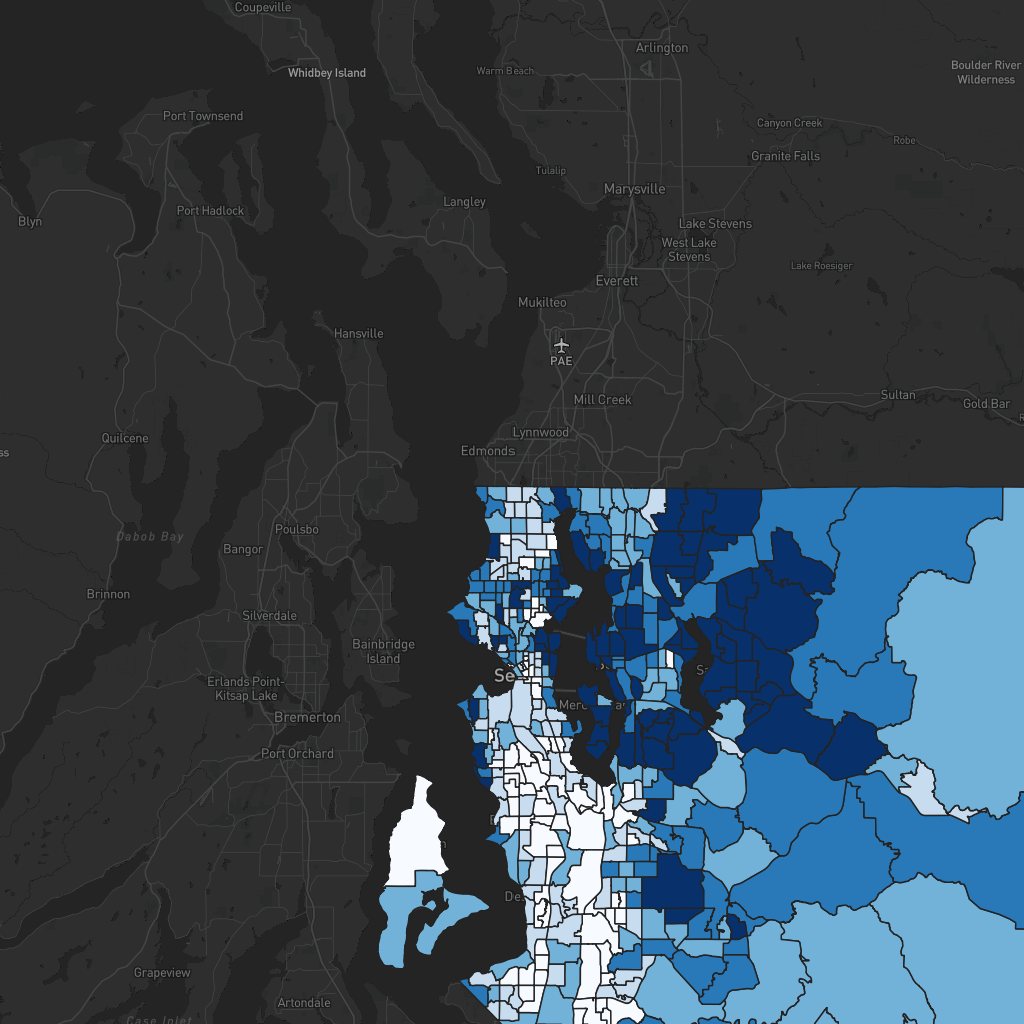 Coupeville
Arlington
Whidbey Island
Warm Beach
Boulder River
Wilderness
Port Townsend
Canyon Creek
Robe
Granite Falls
Tulalip
Marysville
Langley
Port Hadlock
Blyn
Lake Stevens
West Lake
Stevens
Lake Roesiger
Everett
Mukilteo
Hansville
PAE
Sultan
Mill Creek
Gold Bar
Lynnwood
Quilcene
Edmonds
Poulsbo
Dabob Bay
Bangor
Brinnon
Silverdale
Bainbridge
Island
Erlands Point-
Kitsap Lake
Se
Bremerton
Port Orchard
De
Grapeview
Artondale
Case Inlet